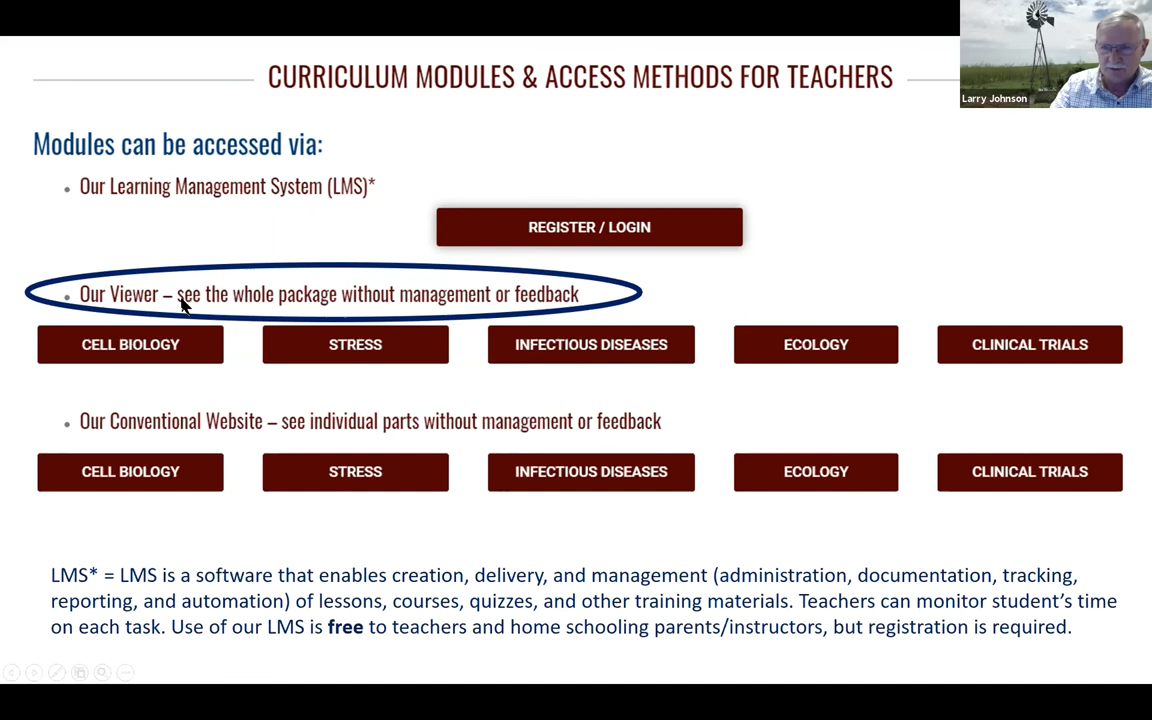 CURRICULUM MODULES & ACCESS METHODS FOR TEACHERS
Larry Johnson
Modules can be accessed via:
• Our Learning Management System (LMS)*
REGISTER / LOGIN
• Our Viewer – see the whole package without management or feedback
CELL BIOLOGY STRESS INFECTIOUS DISEASES ECOLOGY CLINICAL TRIALS
• Our Conventional Website – see individual parts without management or feedback
CELL BIOLOGY STRESS INFECTIOUS DISEASES ECOLOGY CLINICAL TRIALS
LMS* = LMS is a software that enables creation, delivery, and management (administration, documentation, tracking,
reporting, and automation) of lessons, courses, quizzes, and other training materials. Teachers can monitor student's time
on each task. Use of our LMS is free to teachers and home schooling parents/instructors, but registration is required.